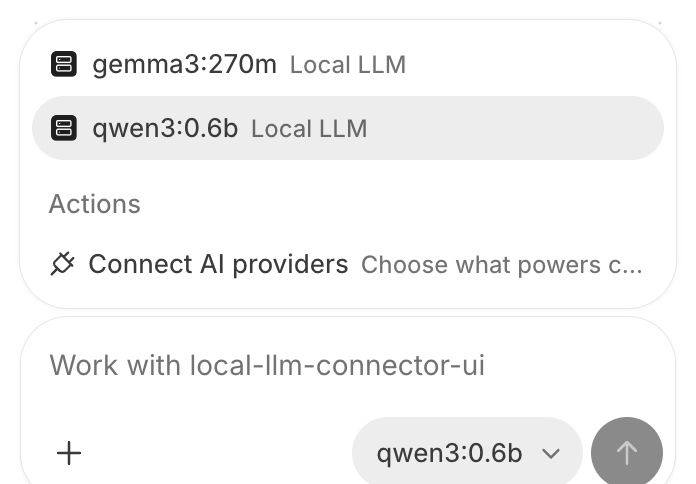 gemma3:270m Local LLM
qwen3:0.6b Local LLM
Actions
Connect AI providers Choose what powers c...
Work with local-llm-connector-ui
qwen3:0.6b